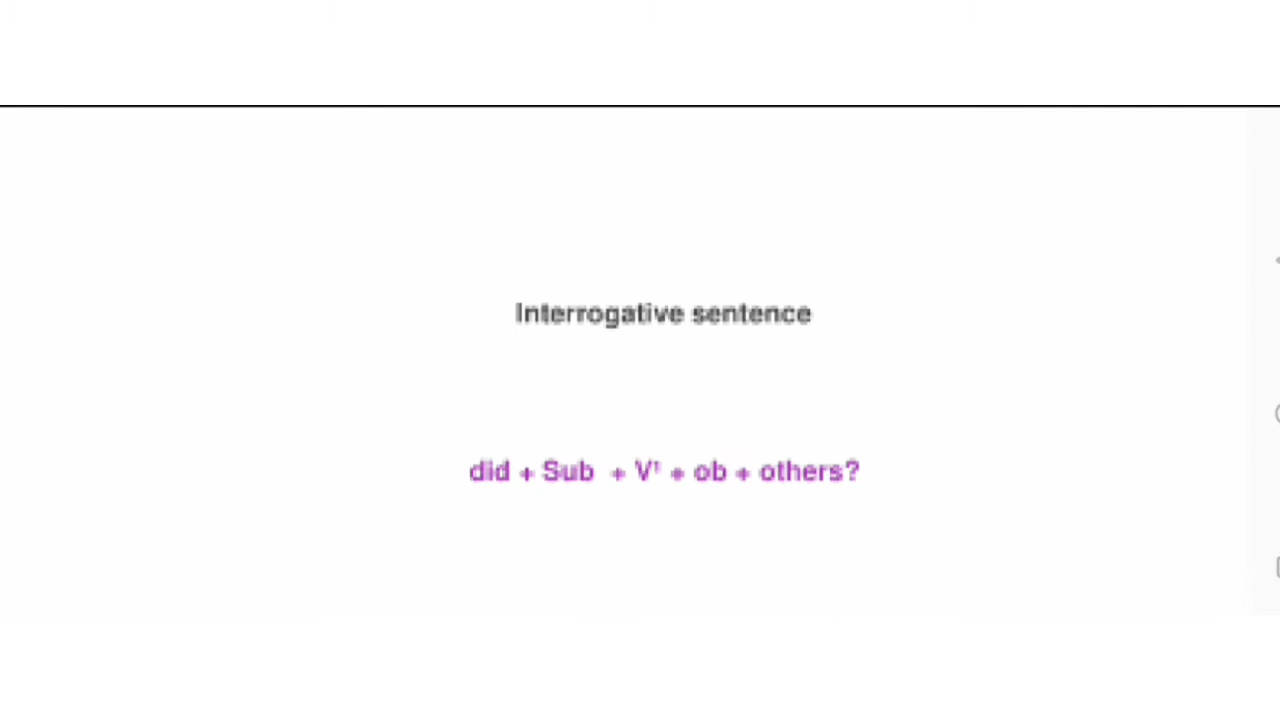 Interrogative sentence
did + Sub + V¹ + ob + others?